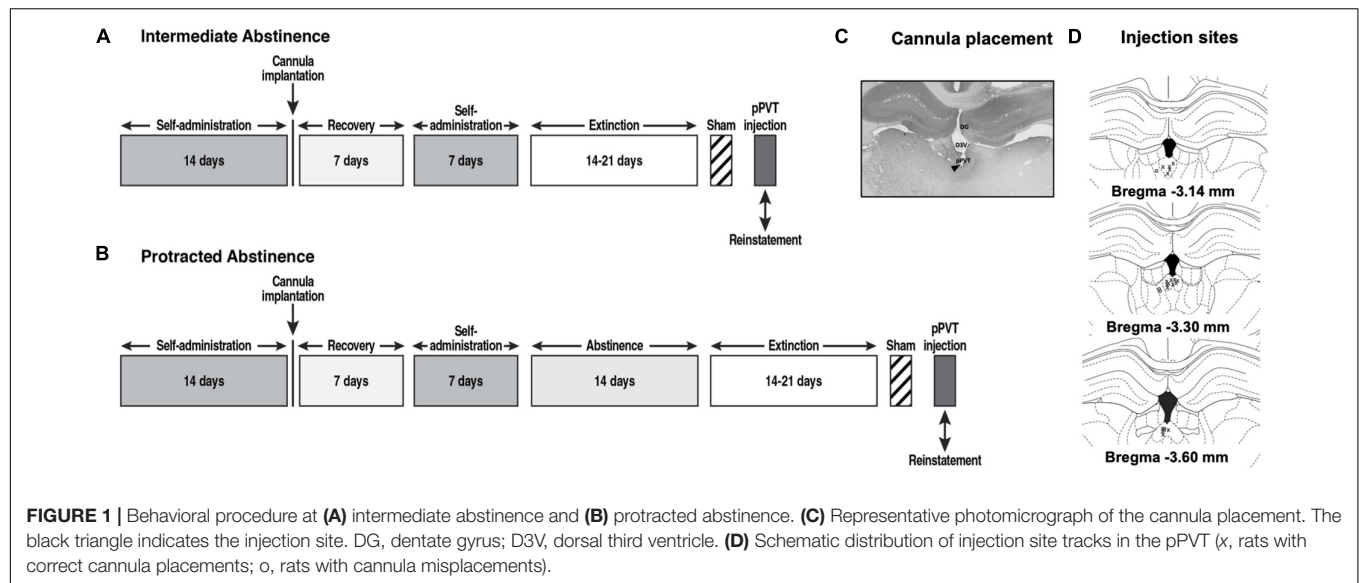 A Intermediate Abstinence
Cannula
implantation
Self-administration
Recovery
Self-
administration
Extinction
Sham
pPVT
injection
14 days
7 days
7 days
14-21 days
Reinstatement
B Protracted Abstinence
Cannula
implantation
Self-administration
Recovery
Self-
administration
Abstinence
Extinction
Sham
pPVT
injection
14 days
7 days
7 days
14 days
14-21 days
Reinstatement
C Cannula placement
DG
D3V
pPVT
D Injection sites
Bregma -3.14 mm
Bregma -3.30 mm
Bregma -3.60 mm
FIGURE 1 | Behavioral procedure at (A) intermediate abstinence and (B) protracted abstinence. (C) Representative photomicrograph of the cannula placement. The
black triangle indicates the injection site. DG, dentate gyrus; D3V, dorsal third ventricle. (D) Schematic distribution of injection site tracks in the pPVT (x, rats with
correct cannula placements; o, rats with cannula misplacements).